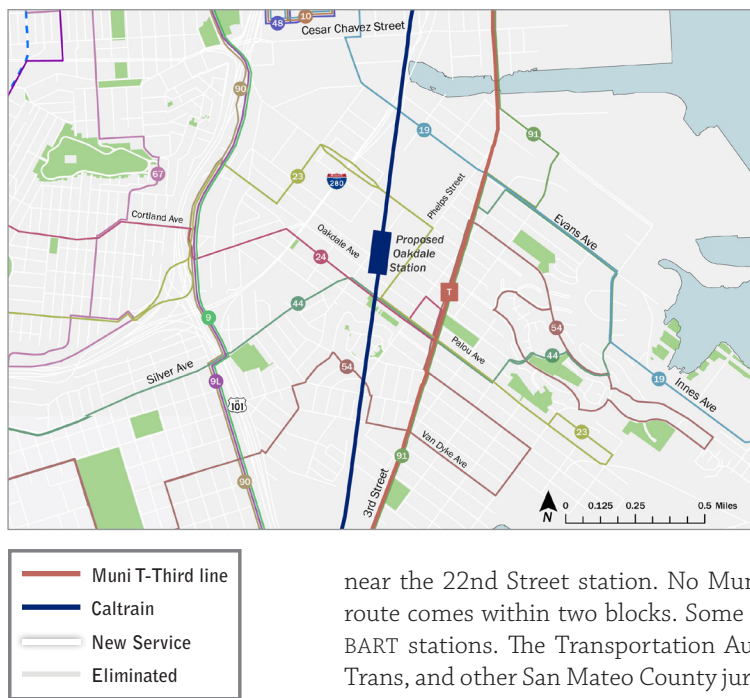 48
10
Cesar Chavez Street
90
19
91
67
23
INTERSTATE
280
Phelps Street
Cortland Ave
Oakdale Ave
Proposed
Oakdale
Station
Evans Ave
24
44
T
9
54
Silver Ave
Palou Ave
44
54
9L
101
19
Innes Ave
23
Van Dyke Ave
90
91
3rd Street
N
0 0.125 0.25 0.5 Miles
Muni T-Third line
Caltrain
New Service
Eliminated
near the 22nd Street station. No Mun
route comes within two blocks. Some
BART stations. The Transportation Au
Trans, and other San Mateo County jur